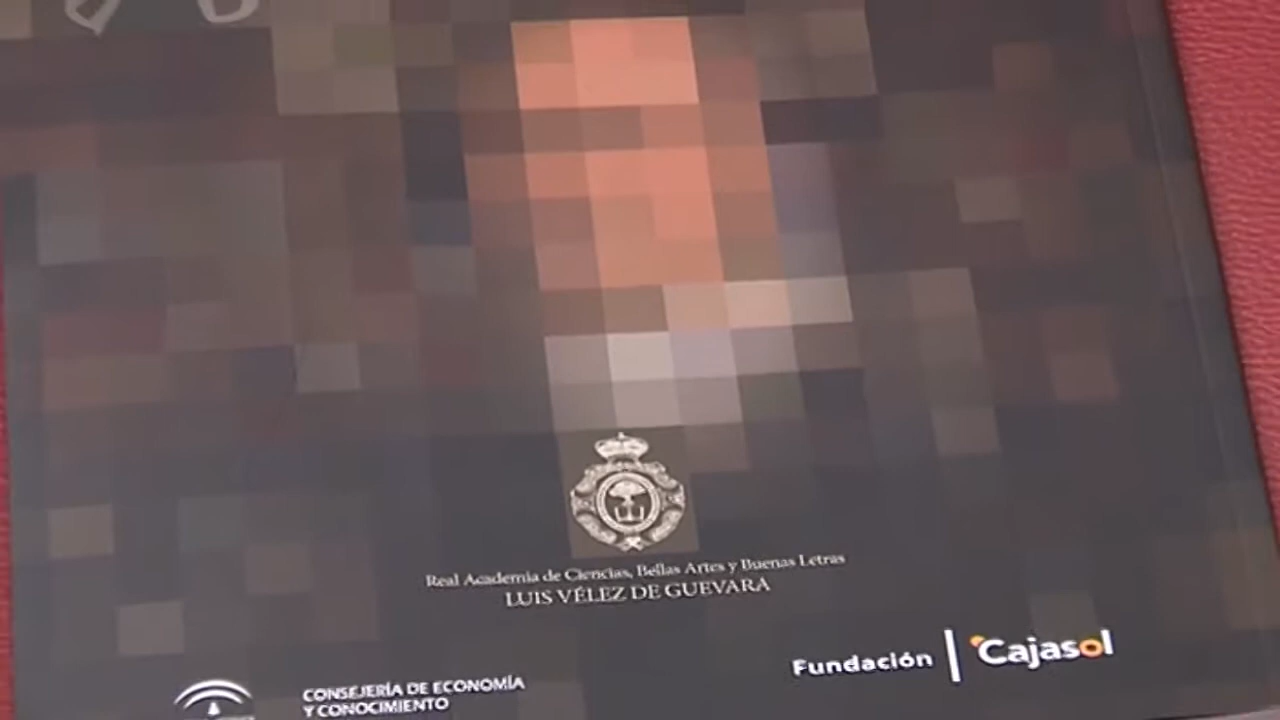 Real Academia de Ciencias, Bellas Artes y Buenas Letras
LUIS VÉLEZ DE GUEVARA
Fundación | Cajasol
CONSEJERÍA DE ECONOMÍA
Y CONOCIMIENTO